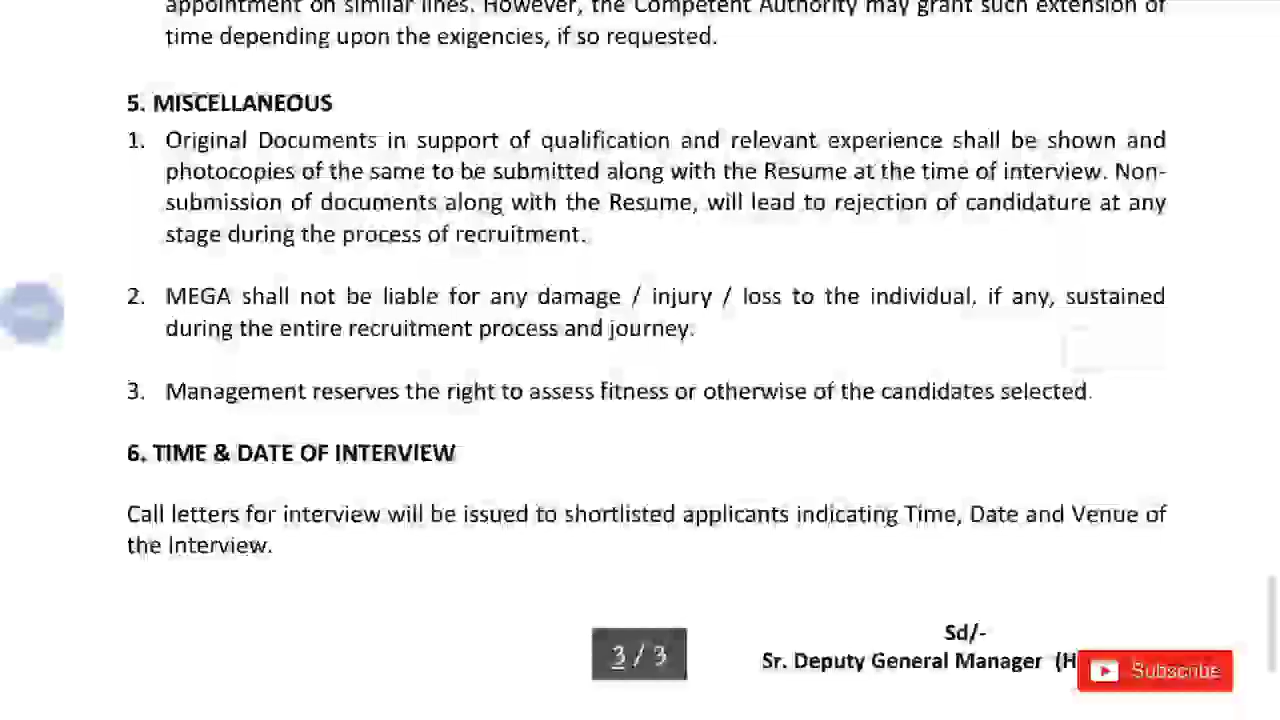 appointment on similar lines. However, the Competent Authority may grant such extension of
time depending upon the exigencies, if so requested.
5. MISCELLANEOUS
1. Original Documents in support of qualification and relevant experience shall be shown and
photocopies of the same to be submitted along with the Resume at the time of interview. Non-
submission of documents along with the Resume, will lead to rejection of candidature at any
stage during the process of recruitment.
2. MEGA shall not be liable for any damage / injury / loss to the individual, if any, sustained
during the entire recruitment process and journey.
3. Management reserves the right to assess fitness or otherwise of the candidates selected.
6. TIME & DATE OF INTERVIEW
Call letters for interview will be issued to shortlisted applicants indicating Time, Date and Venue of
the Interview.
Sd/-
3 / 3
Sr. Deputy General Manager (H
Subscribe